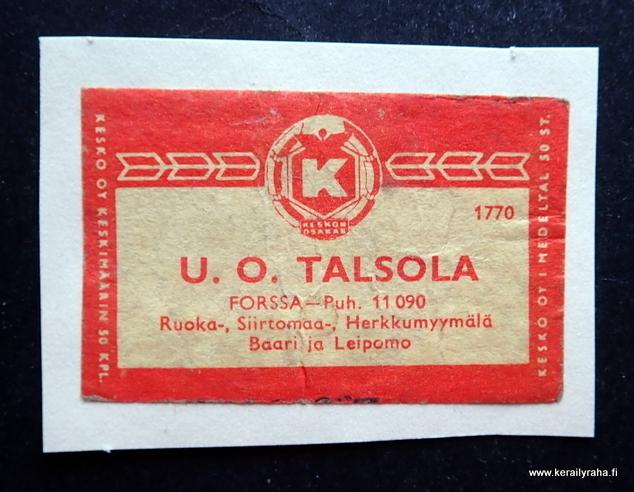 KESKO OY KESKIMÄÄRIN 50 KPL.
K
KESKON
OSAKAS
1770
U. O. TALSOLA
FORSSA—Puh. 11 090
Ruoka-, Siirtomaa-, Herkkumyymälä
Baari ja Leipomo
KESKO OY I MEDELTAL 50 ST.
www.kerailyraha.fi